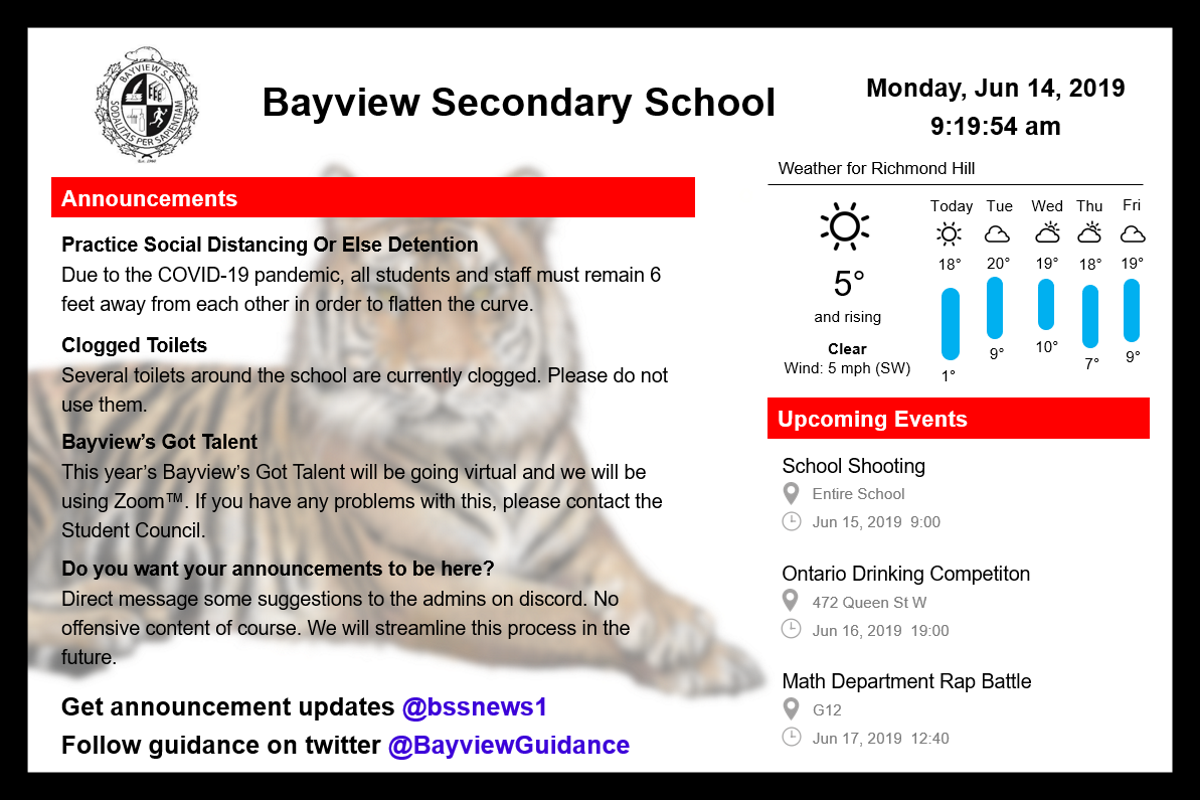 BAYVIEW S.S.
SODALITAS PER SAPIENTIAM
Bayview Secondary School
Monday, Jun 14, 2019
9:19:54 am
Announcements
Practice Social Distancing Or Else Detention
Due to the COVID-19 pandemic, all students and staff must remain 6
feet away from each other in order to flatten the curve.
Clogged Toilets
Several toilets around the school are currently clogged. Please do not
use them.
Bayview’s Got Talent
This year’s Bayview’s Got Talent will be going virtual and we will be
using Zoom™. If you have any problems with this, please contact the
Student Council.
Do you want your announcements to be here?
Direct message some suggestions to the admins on discord. No
offensive content of course. We will streamline this process in the
future.
Get announcement updates @bssnews1
Follow guidance on twitter @BayviewGuidance
Weather for Richmond Hill
5°
and rising
Clear
Wind: 5 mph (SW)
Today Tue Wed Thu Fri
18° 20° 19° 18° 19°
1° 9° 10° 7° 9°
Upcoming Events
School Shooting
Entire School
Jun 15, 2019 9:00
Ontario Drinking Competiton
472 Queen St W
Jun 16, 2019 19:00
Math Department Rap Battle
G12
Jun 17, 2019 12:40